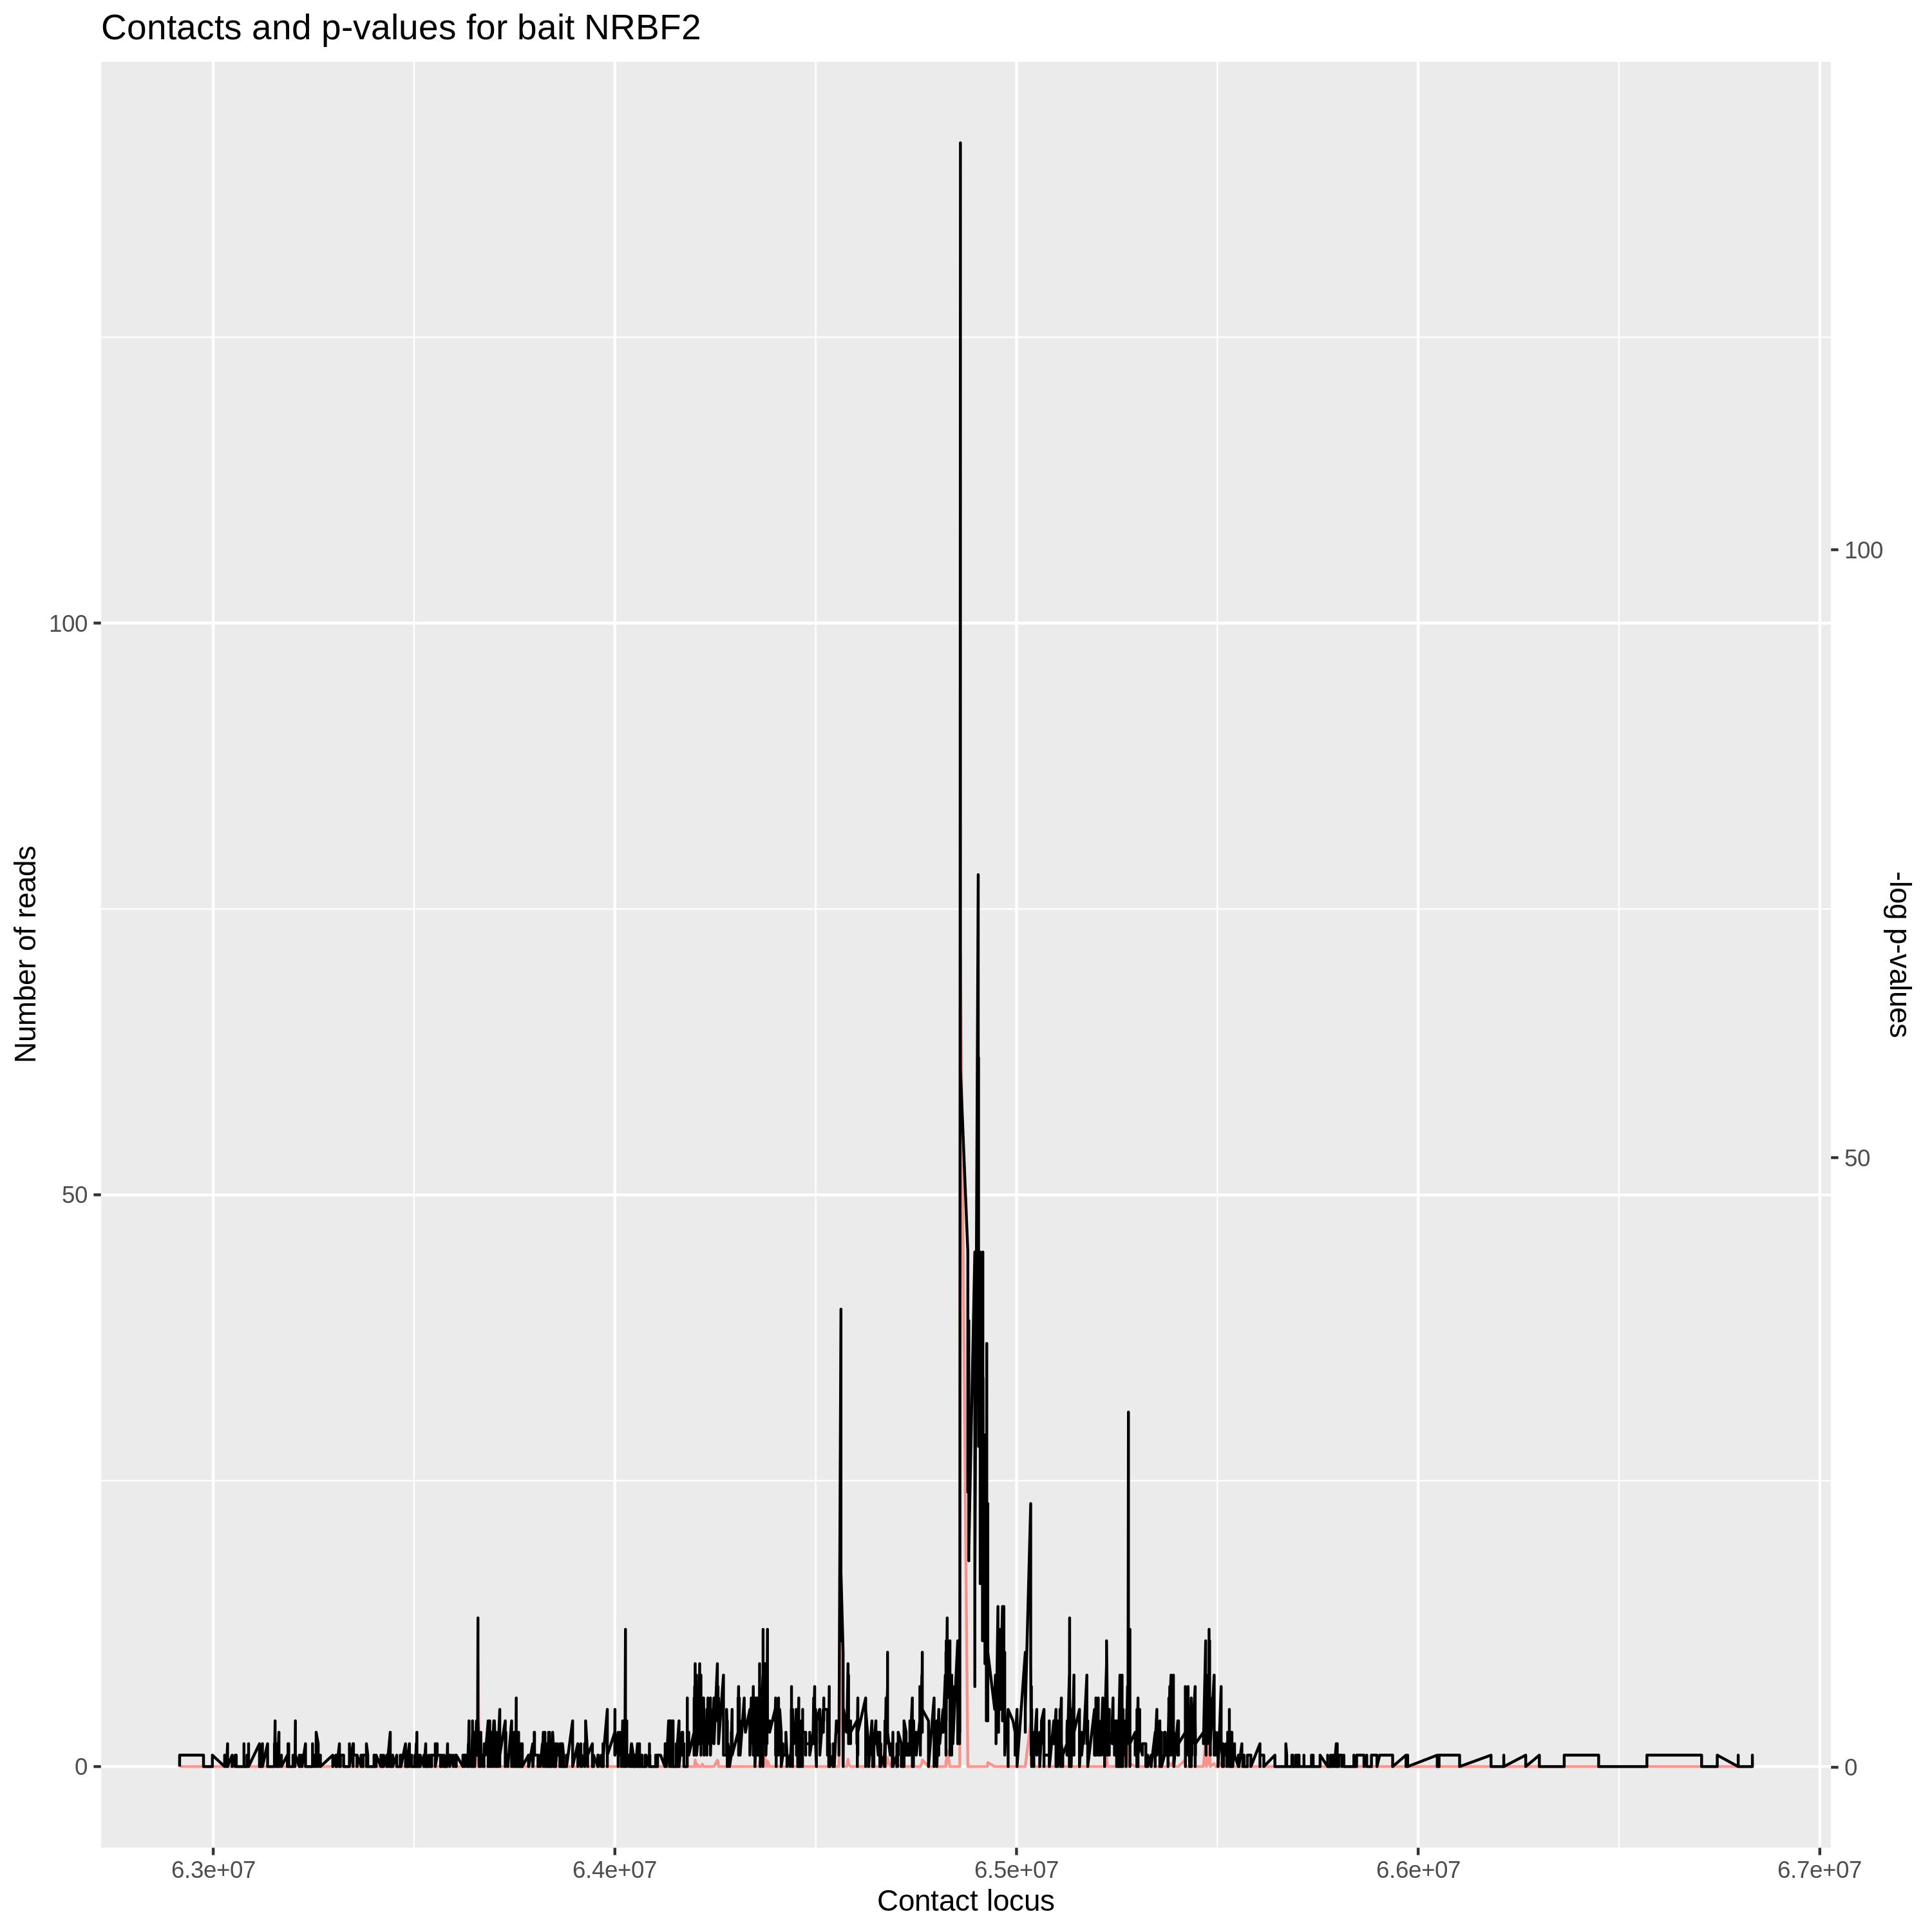 Contacts and p-values for bait NRBF2
Number of reads
100
50
0
100
50
0
-log p-values
6.3e+07
6.4e+07
6.5e+07
6.6e+07
6.7e+07
Contact locus